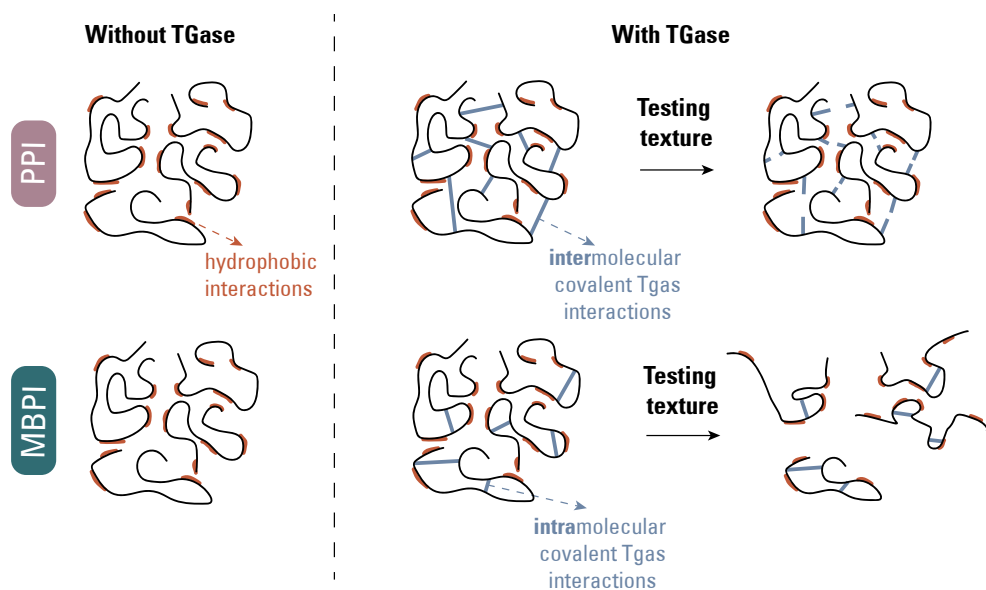 Without TGase
With TGase
PPI
Testing
texture
hydrophobic
interactions
intermolecular
covalent Tgas
interactions
MBPI
Testing
texture
intramolecular
covalent Tgas
interactions